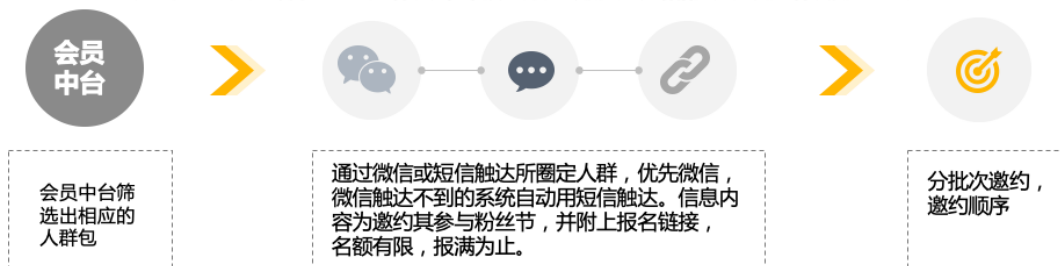 会员
中台
会员中台筛
选出相应的
人群包
通过微信或短信触达所圈定人群，优先微信，
微信触达不到的系统自动用短信触达。信息内
容为邀约其参与粉丝节，并附上报名链接，
名额有限，报满为止。
分批次邀约，
邀约顺序